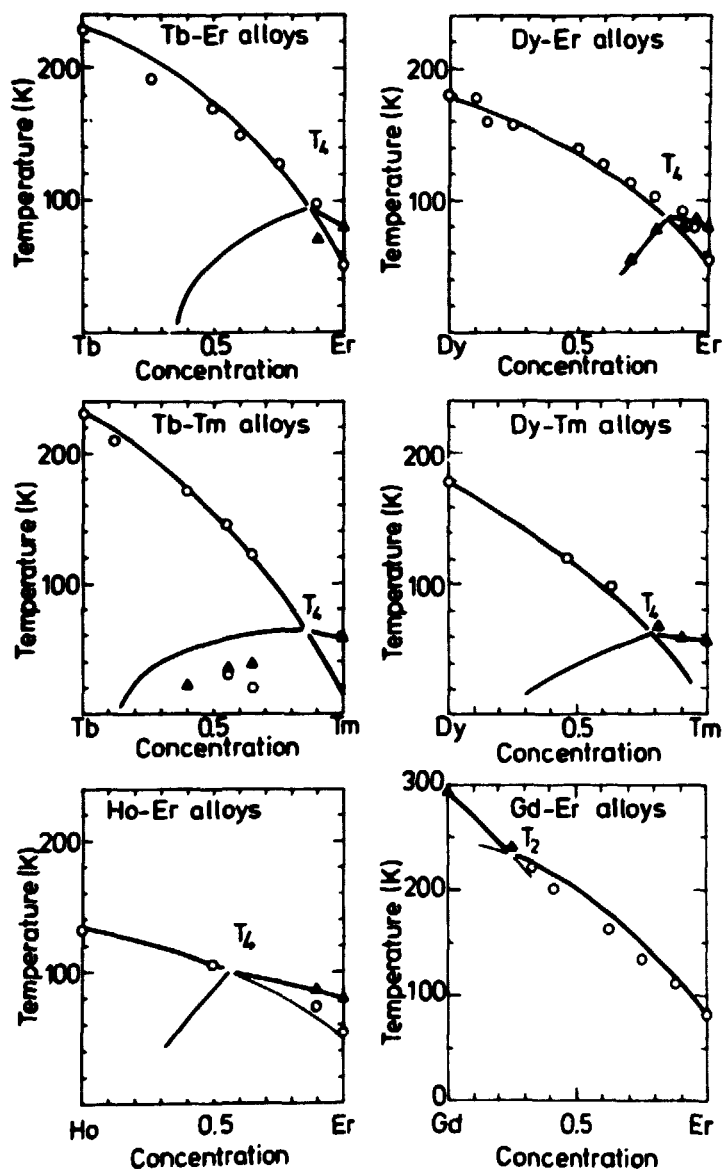 Tb-Er alloys
Temperature (K)
200
100
T4
Tb
0.5
Er
Concentration
Dy-Er alloys
Temperature (K)
200
100
T4
Dy
0.5
Er
Concentration
Tb-Tm alloys
Temperature (K)
200
100
T4
Tb
0.5
Tm
Concentration
Dy-Tm alloys
Temperature (K)
200
100
T4
Dy
0.5
Tm
Concentration
Ho-Er alloys
Temperature (K)
200
100
T4
Ho
0.5
Er
Concentration
Gd-Er alloys
Temperature (K)
300
200
100
0
T2
Gd
0.5
Er
Concentration